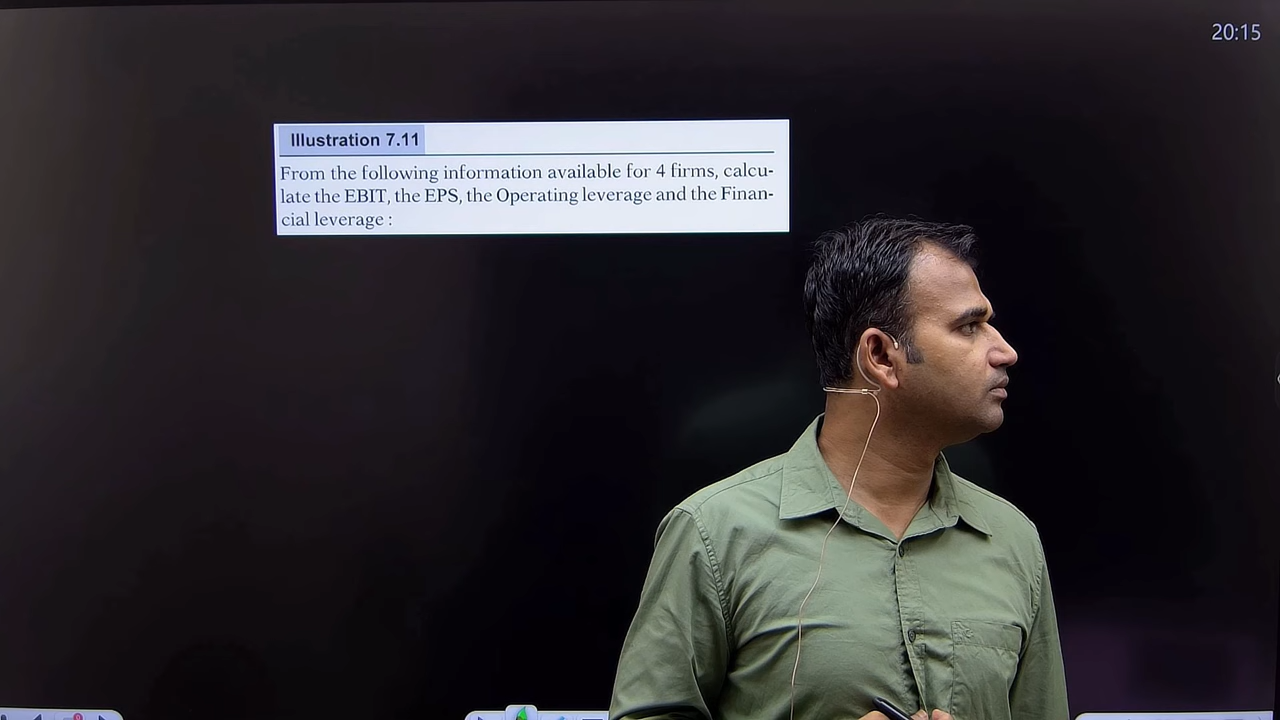 20:15
Illustration 7.11
From the following information available for 4 firms, calcu-
late the EBIT, the EPS, the Operating leverage and the Finan-
cial leverage :